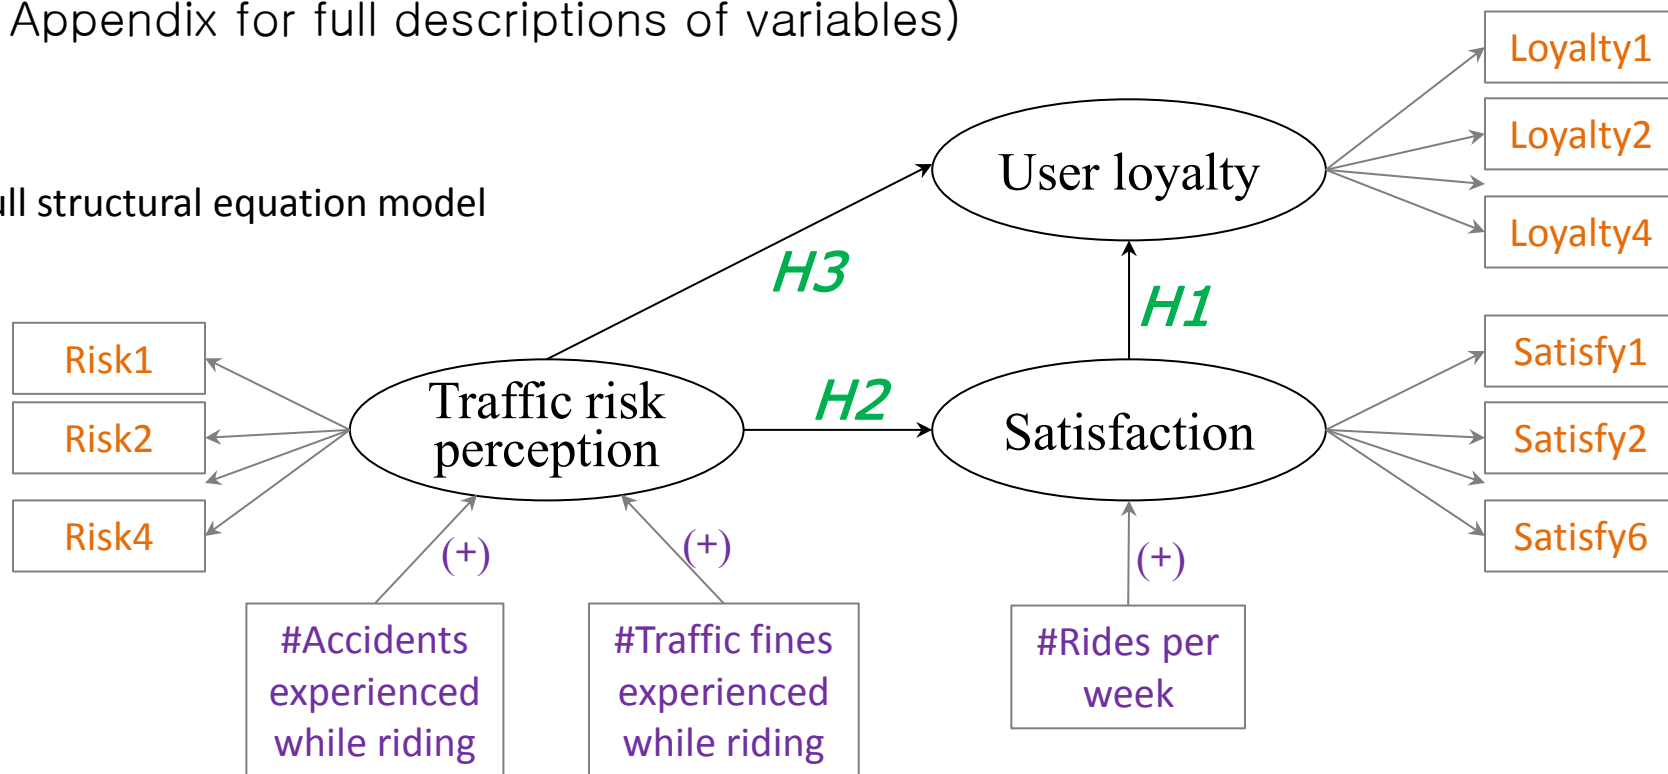 Appendix for full descriptions of variables)
Loyalty1
Loyalty2
User loyalty
structural equation model
Loyalty4
H3
H1
Risk1
Satisfy1
Traffic risk
perception
H2
Satisfaction
Risk2
Satisfy2
Risk4
Satisfy6
(+)
(+)
(+)
#Accidents
experienced
while riding
#Traffic fines
experienced
while riding
#Rides per
week